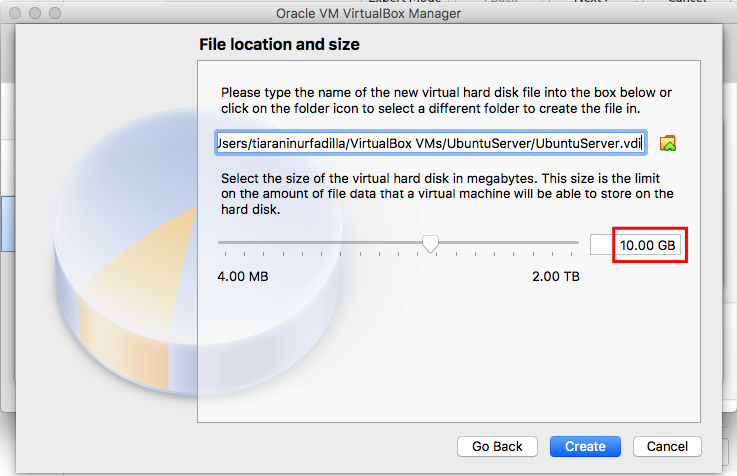 Oracle VM VirtualBox Manager
File location and size
Please type the name of the new virtual hard disk file into the box below or
click on the folder icon to select a different folder to create the file in.
Users/tiaraninurfadilla/VirtualBox VMs/UbuntuServer/UbuntuServer.vdi
Select the size of the virtual hard disk in megabytes. This size is the limit
on the amount of file data that a virtual machine will be able to store on the
hard disk.
10.00 GB
4.00 MB 2.00 TB
Go Back Create Cancel